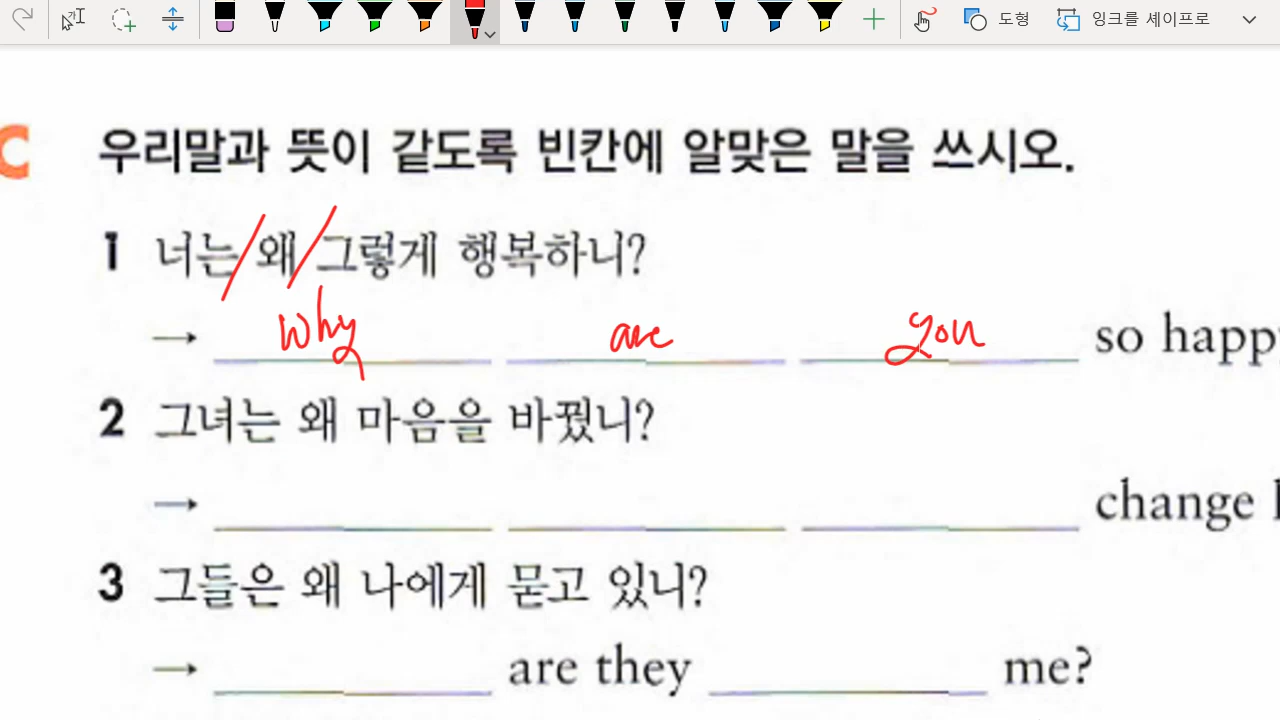 도형 잉크를 셰이프로
C 우리말과 뜻이 같도록 빈칸에 알맞은 말을 쓰시오.
1 너는 왜 그렇게 행복하니?
→ why are you so happy
2 그녀는 왜 마음을 바꿨니?
→ change
3 그들은 왜 나에게 묻고 있니?
→ are they me?